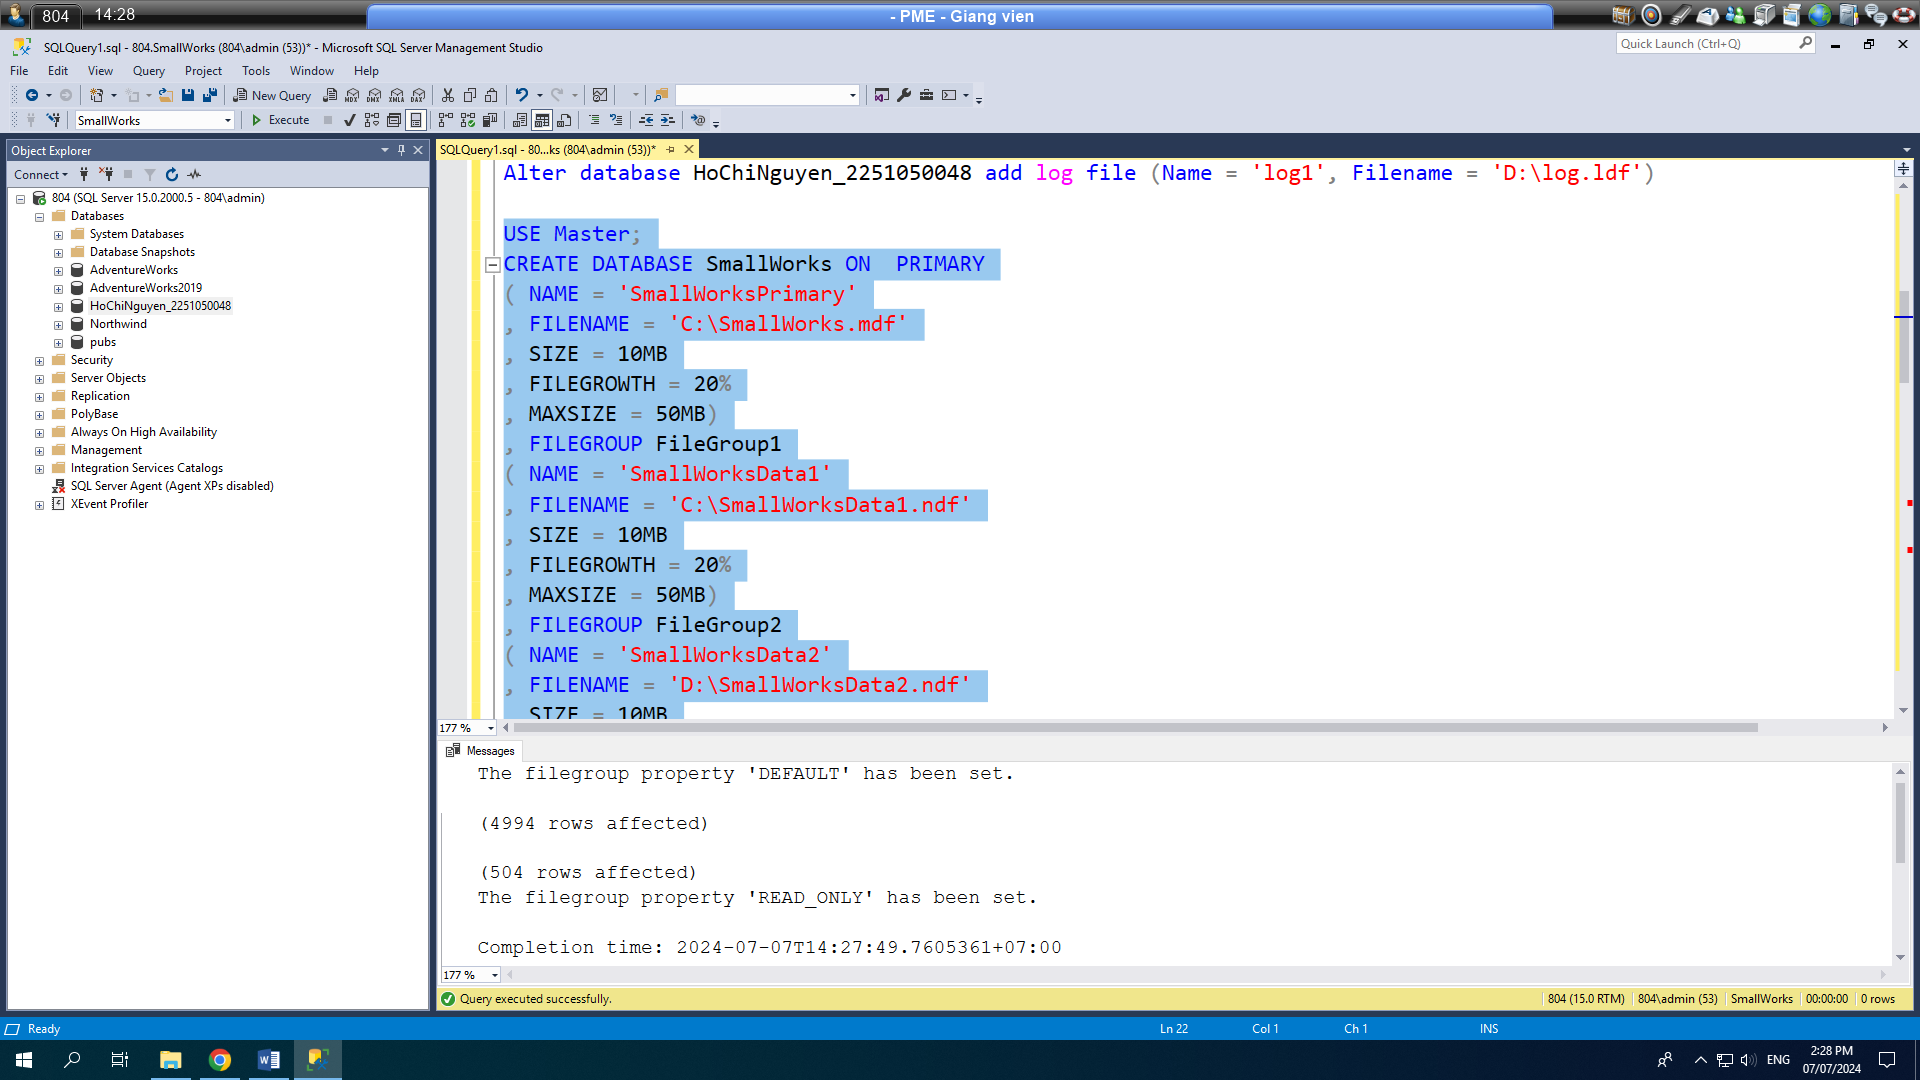 804
14:28
- PME - Giang vien
SQLQuery1.sql - 804.SmallWorks (804\admin (53))* - Microsoft SQL Server Management Studio
Quick Launch (Ctrl+Q)
File Edit View Query Project Tools Window Help
New Query
MDX DMX XMLA DAX
SmallWorks
Execute
Object Explorer
SQLQuery1.sql - 80...ks (804\admin (53))*
Connect
804 (SQL Server 15.0.2000.5 - 804\admin)
Databases
System Databases
Database Snapshots
AdventureWorks
AdventureWorks2019
HoChiNguyen_2251050048
Northwind
pubs
Security
Server Objects
Replication
PolyBase
Always On High Availability
Management
Integration Services Catalogs
SQL Server Agent (Agent XPs disabled)
XEvent Profiler
Alter database HoChiNguyen_2251050048 add log file (Name = 'log1', Filename = 'D:\log.ldf')
USE Master;
CREATE DATABASE SmallWorks ON  PRIMARY
( NAME = 'SmallWorksPrimary'
, FILENAME = 'C:\SmallWorks.mdf'
, SIZE = 10MB
, FILEGROWTH = 20%
, MAXSIZE = 50MB)
, FILEGROUP FileGroup1
( NAME = 'SmallWorksData1'
, FILENAME = 'C:\SmallWorksData1.ndf'
, SIZE = 10MB
, FILEGROWTH = 20%
, MAXSIZE = 50MB)
, FILEGROUP FileGroup2
( NAME = 'SmallWorksData2'
, FILENAME = 'D:\SmallWorksData2.ndf'
, SIZE = 10MB
177 %
Messages
The filegroup property 'DEFAULT' has been set.
(4994 rows affected)
(504 rows affected)
The filegroup property 'READ_ONLY' has been set.
Completion time: 2024-07-07T14:27:49.7605361+07:00
177 %
Query executed successfully.
804 (15.0 RTM)
804\admin (53)
SmallWorks
00:00:00
0 rows
Ready
Ln 22
Col 1
Ch 1
INS
ENG
2:28 PM
07/07/2024